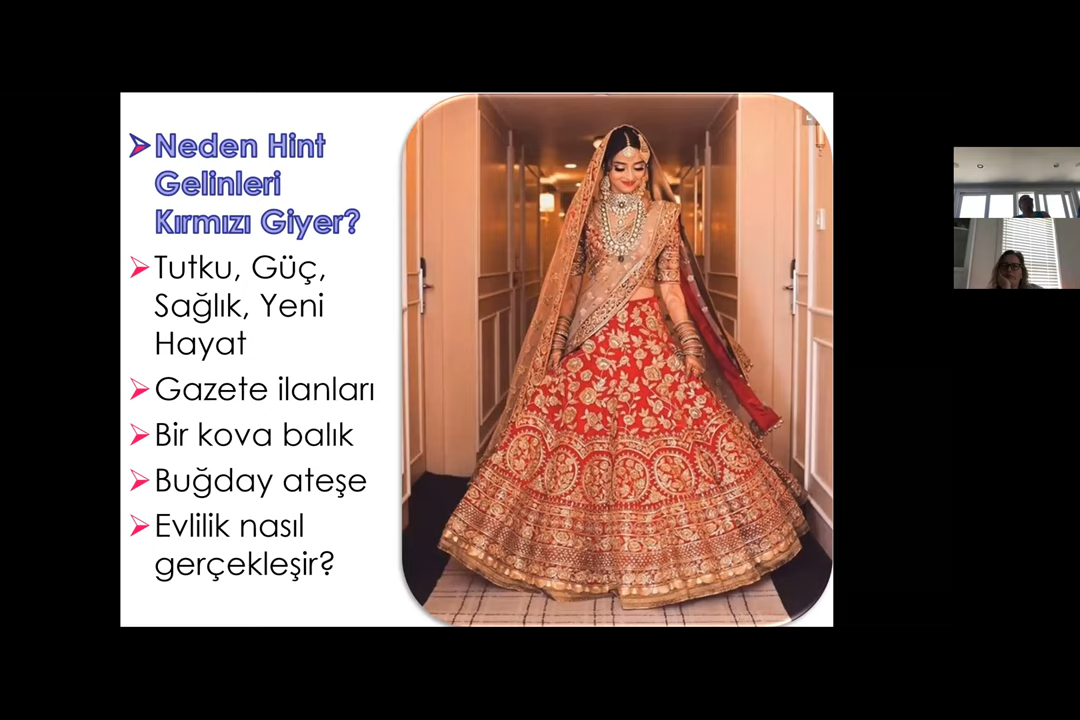 Neden Hint
Gelinleri
Kırmızı Giyer?
Tutku, Güç,
Sağlık, Yeni
Hayat
Gazete ilanları
Bir kova balık
Buğday ateşe
Evlilik nasıl
gerçekleşir?